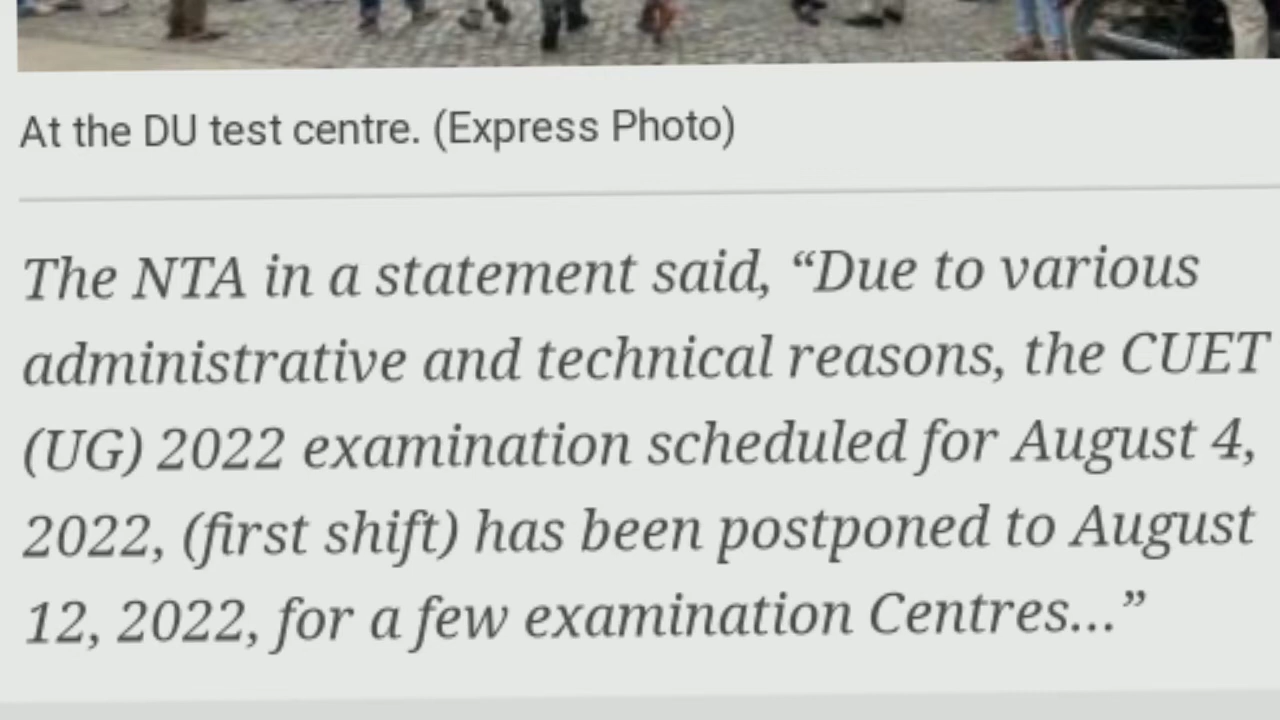 At the DU test centre. (Express Photo)
The NTA in a statement said, “Due to various
administrative and technical reasons, the CUET
(UG) 2022 examination scheduled for August 4,
2022, (first shift) has been postponed to August
12, 2022, for a few examination Centres...”